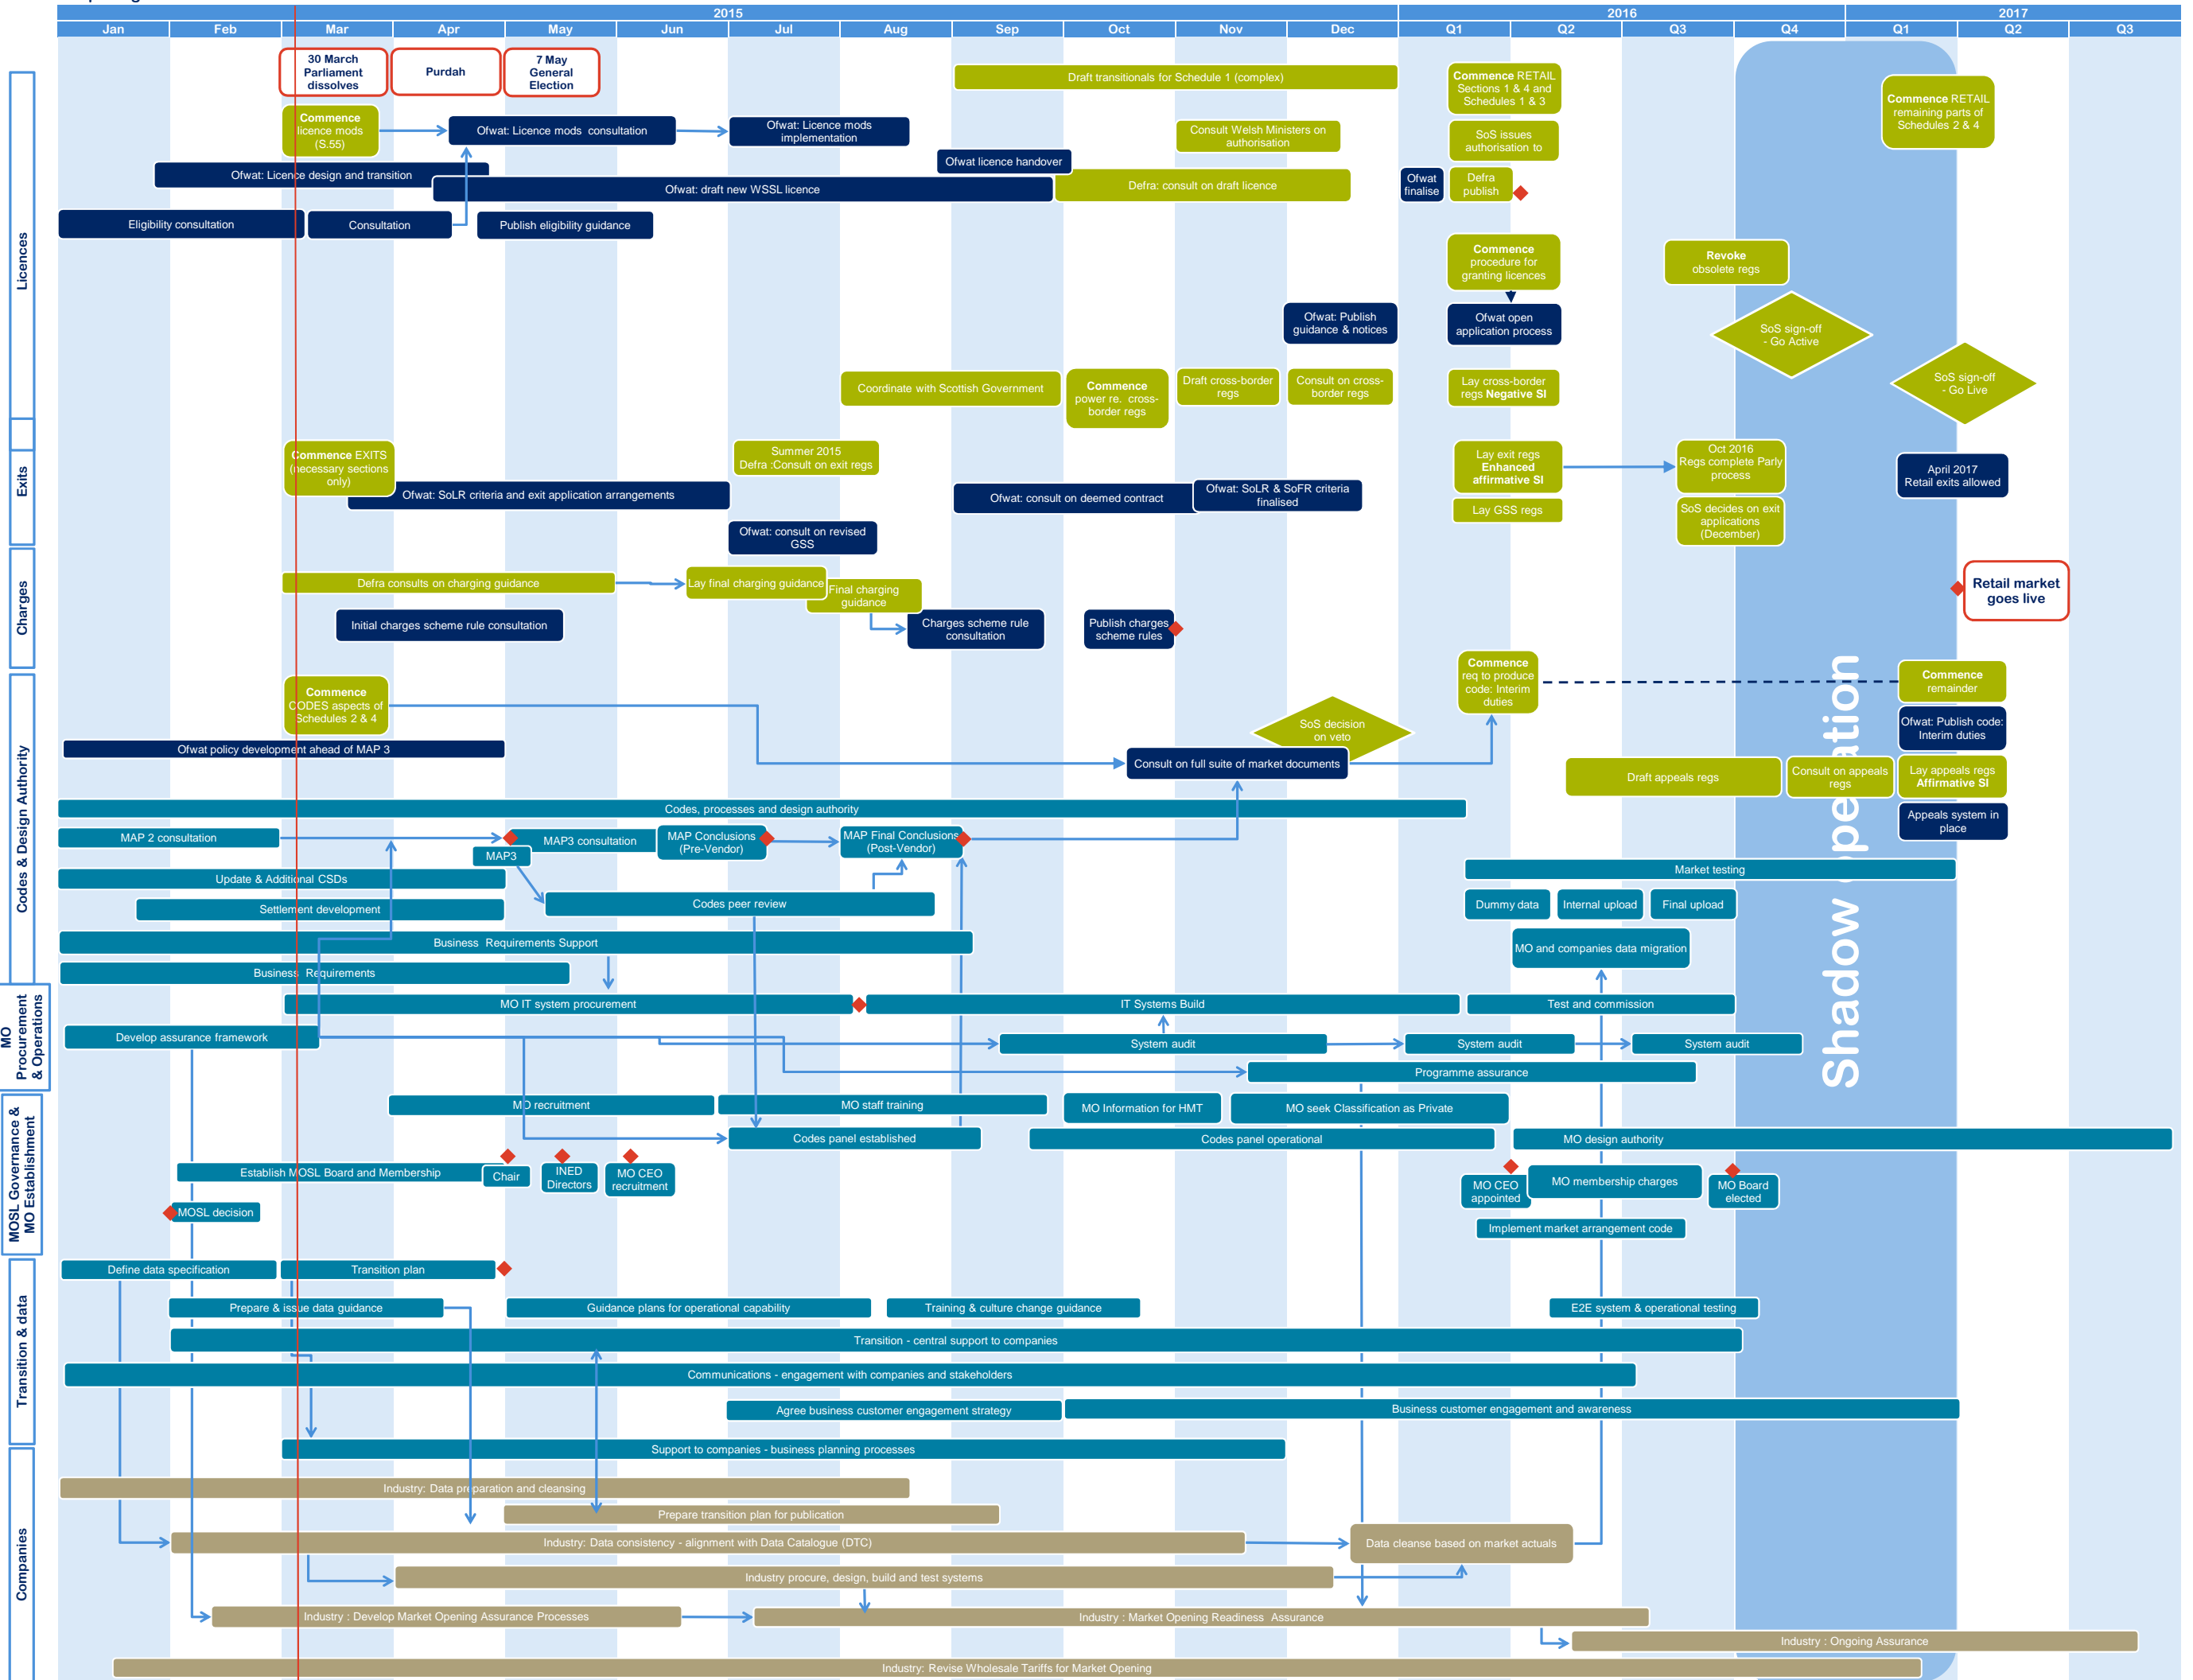 2015
2016
2017
Jan
Feb
Mar
Apr
May
Jun
Jul
Aug
Sep
Oct
Nov
Dec
Q1
Q2
Q3
Q4
Q1
Q2
Q3
30 March
Parliament
dissolves
Purdah
7 May
General
Election
Licences
Draft transitionals for Schedule 1 (complex)
Commence RETAIL
Sections 1 & 4 and
Schedules 1 & 3
Commence RETAIL
remaining parts of
Schedules 2 & 4
Commence
licence mods
(S.55)
Ofwat: Licence mods consultation
Ofwat: Licence mods
implementation
Consult Welsh Ministers on
authorisation
SoS issues
authorisation to
Ofwat: Licence design and transition
Ofwat licence handover
Ofwat: draft new WSSL licence
Defra: consult on draft licence
Ofwat
finalise
Defra
publish
Eligibility consultation
Consultation
Publish eligibility guidance
Commence
procedure for
granting licences
Revoke
obsolete regs
Ofwat: Publish
guidance & notices
Ofwat open
application process
SoS sign-off
- Go Active
SoS sign-off
- Go Live
Coordinate with Scottish Government
Commence
power re. cross-
border regs
Draft cross-border
regs
Consult on cross-
border regs
Lay cross-border
regs Negative SI
Exits
Commence EXITS
(necessary sections
only)
Summer 2015
Defra :Consult on exit regs
Lay exit regs
Enhanced
affirmative SI
Oct 2016
Regs complete Parly
process
April 2017
Retail exits allowed
Ofwat: SoLR criteria and exit application arrangements
Ofwat: consult on deemed contract
Ofwat: SoLR & SoFR criteria
finalised
Lay GSS regs
SoS decides on exit
applications
(December)
Ofwat: consult on revised
GSS
Charges
Defra consults on charging guidance
Lay final charging guidance
Final charging
guidance
Retail market
goes live
Initial charges scheme rule consultation
Charges scheme rule
consultation
Publish charges
scheme rules
Codes & Design Authority
Commence
CODES aspects of
Schedules 2 & 4
Commence
req to produce
code: Interim
duties
Commence
remainder
SoS decision
on veto
Ofwat: Publish code:
Interim duties
Ofwat policy development ahead of MAP 3
Consult on full suite of market documents
Draft appeals regs
Consult on appeals
regs
Lay appeals regs
Affirmative SI
Codes, processes and design authority
Appeals system in
place
MAP 2 consultation
MAP3 consultation
MAP3
MAP Conclusions
(Pre-Vendor)
MAP Final Conclusions
(Post-Vendor)
Market testing
Update & Additional CSDs
Codes peer review
Dummy data
Internal upload
Final upload
Settlement development
Business Requirements Support
MO and companies data migration
Business Requirements
Shadow operation
MO
Procurement
& Operations
MO IT system procurement
IT Systems Build
Test and commission
Develop assurance framework
System audit
System audit
System audit
Programme assurance
MOSL Governance &
MO Establishment
MO recruitment
MO staff training
MO Information for HMT
MO seek Classification as Private
Codes panel established
Codes panel operational
MO design authority
Establish MOSL Board and Membership
Chair
INED
Directors
MO CEO
recruitment
MO CEO
appointed
MO membership charges
MO Board
elected
MOSL decision
Implement market arrangement code
Transition & data
Define data specification
Transition plan
Prepare & issue data guidance
Guidance plans for operational capability
Training & culture change guidance
E2E system & operational testing
Transition - central support to companies
Communications - engagement with companies and stakeholders
Agree business customer engagement strategy
Business customer engagement and awareness
Support to companies - business planning processes
Companies
Industry: Data preparation and cleansing
Prepare transition plan for publication
Industry: Data consistency - alignment with Data Catalogue (DTC)
Data cleanse based on market actuals
Industry procure, design, build and test systems
Industry : Develop Market Opening Assurance Processes
Industry : Market Opening Readiness Assurance
Industry : Ongoing Assurance
Industry: Revise Wholesale Tariffs for Market Opening